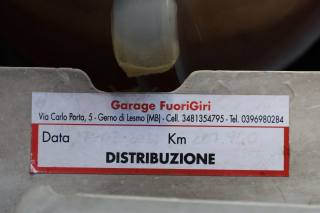 Garage FuoriGiri
Via Carlo Porta, 5 - Gerno di Lesmo (MB) - Cell. 3481354795 - Tel. 0396980284
Data Km
DISTRIBUZIONE